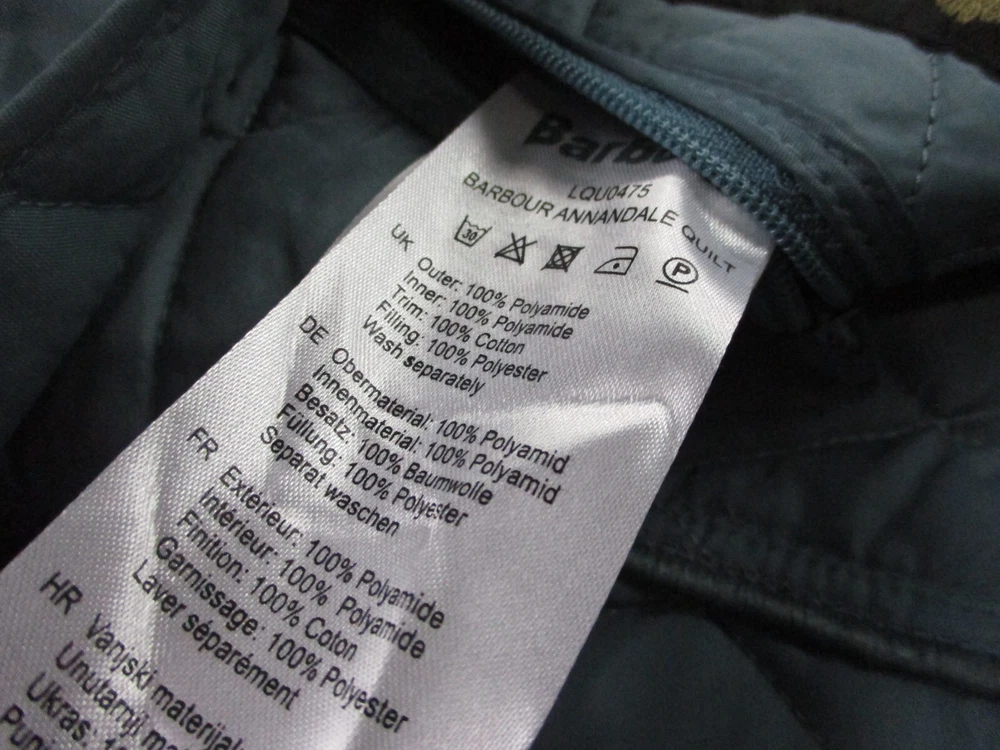 Barbo
LQU0475
BARBOUR ANNANDALE QUILT
30
P
UK
Outer: 100% Polyamide
Inner: 100% Polyamide
Trim: 100% Cotton
Filling: 100% Polyester
Wash separately
DE
Obermaterial: 100% Polyamid
Innenmaterial: 100% Polyamid
Besatz: 100% Baumwolle
Füllung: 100% Polyester
Separat waschen
FR
Exterieur: 100% Polyamide
Intérieur: 100% Polyamide
Finition: 100% Coton
Garnissage: 100% Polyester
Laver séparément
HR
Vanjski materijal
Unutarnji
Ukras: